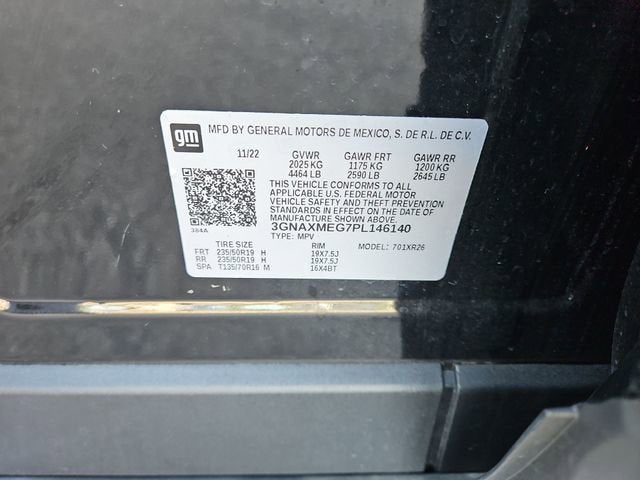 gm MFD BY GENERAL MOTORS DE MEXICO, S. DE R.L. DE C.V.
11/22 GVWR GAWR FRT GAWR RR
2025 KG 1175 KG 1200 KG
4464 LB 2590 LB 2645 LB
THIS VEHICLE CONFORMS TO ALL
APPLICABLE U.S. FEDERAL MOTOR
VEHICLE SAFETY AND THEFT PREVENTION
STANDARDS IN EFFECT ON THE DATE OF
MANUFACTURE SHOWN ABOVE.
384A 3GNAXMEG7PL146140
TYPE: MPV MODEL: 701XR26
TIRE SIZE RIM
FRT 235/50R19 H 19X7.5J
RR 235/50R19 H 19X7.5J
SPA T135/70R16 M 16X4BT